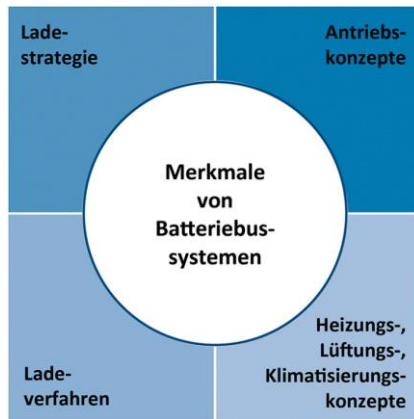 Lade-
strategie
Antriebs-
konzepte
Merkmale
von
Batteriebus-
systemen
Lade-
verfahren
Heizungs-,
Lüftungs-,
Klimatisierungs-
konzepte